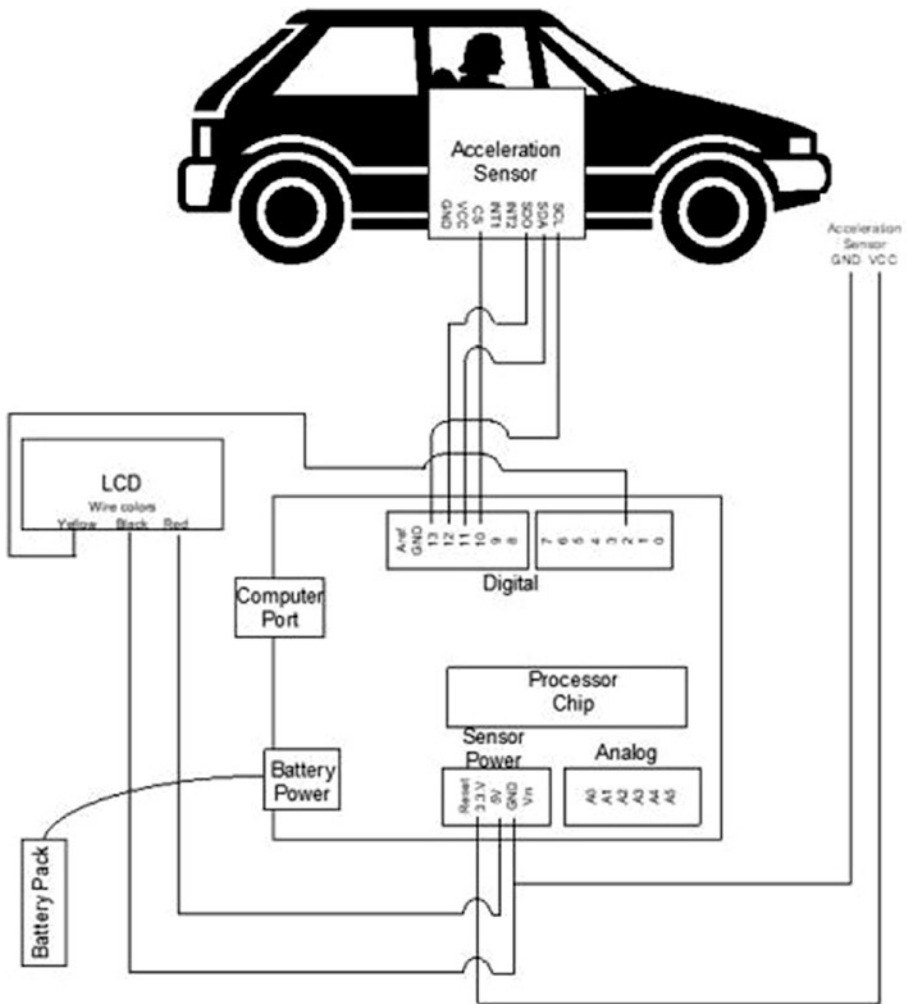 Acceleration
Sensor
GND
VCC
CS
INT1
INT2
SDO
SDA
SCL
Acceleration
Sensor
GND VCC
LCD
Wire colors
Yellow Black Red
Aref
GND
13
12
11
10
9
8
7
6
5
4
3
2
1
0
Digital
Computer
Port
Processor
Chip
Sensor
Power
Analog
Battery
Power
Reset
3.3.V
5V
GND
Vin
A0
A1
A2
A3
A4
A5
Battery Pack